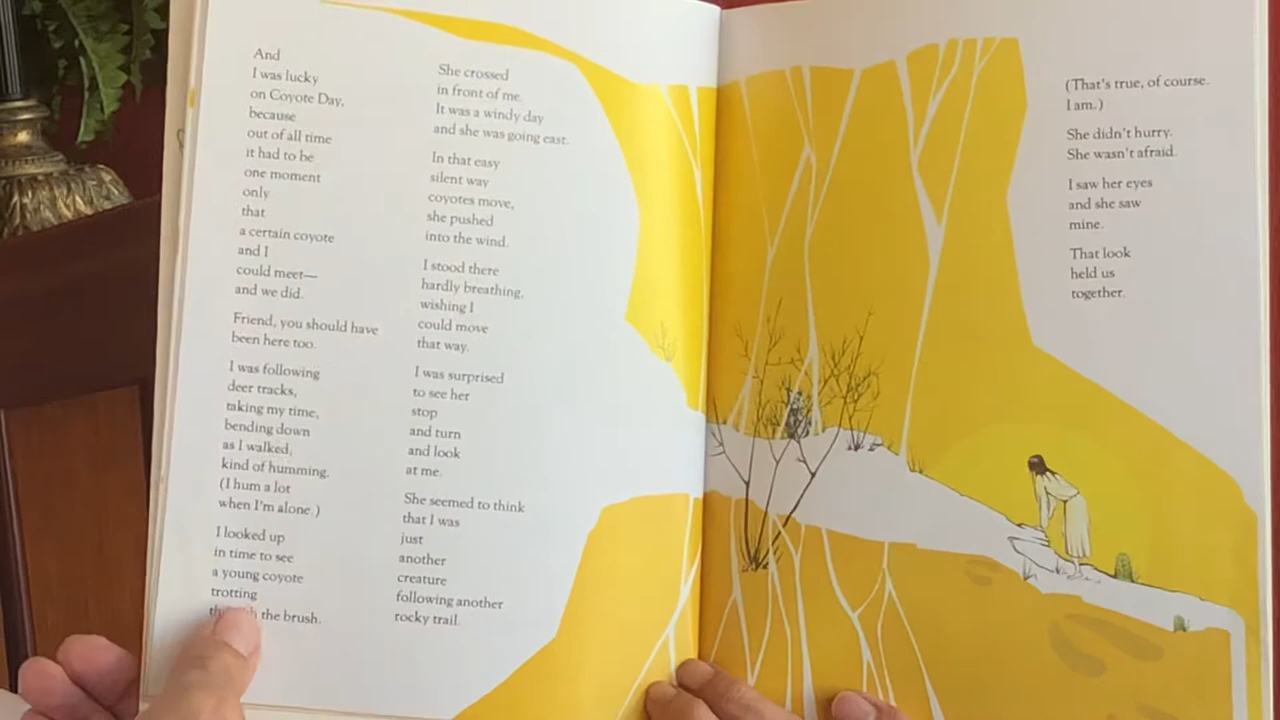 And
I was lucky
on Coyote Day,
because
out of all time
it had to be
one moment
only
that
a certain coyote
and I
could meet—
and we did.
Friend, you should have
been here too.
I was following
deer tracks,
taking my time,
bending down
as I walked,
kind of humming.
(I hum a lot
when I'm alone.)
I looked up
in time to see
a young coyote
trotting
the brush.
She crossed
in front of me.
It was a windy day
and she was going east.
In that easy
silent way
coyotes move,
she pushed
into the wind.
I stood there
hardly breathing,
wishing I
could move
that way.
I was surprised
to see her
stop
and turn
and look
at me.
She seemed to think
that I was
just
another
creature
following another
rocky trail.
(That's true, of course.
I am.)
She didn't hurry.
She wasn't afraid.
I saw her eyes
and she saw
mine.
That look
held us
together.